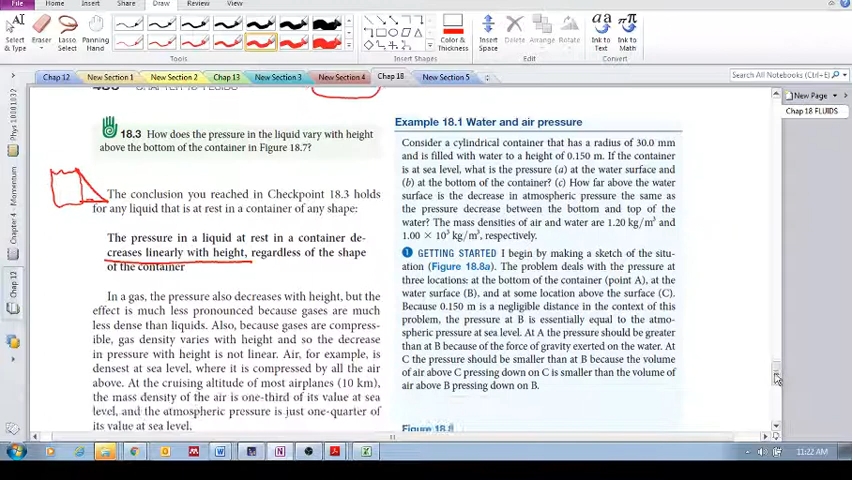 File
Home
Insert
Draw
Review
View
Select & Type
Eraser
Lasso Select
Panning Hand
Tools
Insert Shapes
Color & Thickness
Insert Space
Delete
Arrange
Rotate
Edit
Ink to Text
Ink to Math
Convert
Chap 12
New Section 1
New Section 2
Chap 13
New Section 3
New Section 4
Chap 18
New Section 5
Search All Notebooks (Ctrl+E)
New Page
Chap 18 FLUIDS
Phys 10001032
Chapter 4 - Momentum
Chap 12
18.3 How does the pressure in the liquid vary with height
above the bottom of the container in Figure 18.7?
The conclusion you reached in Checkpoint 18.3 holds
for any liquid that is at rest in a container of any shape:
The pressure in a liquid at rest in a container de-
creases linearly with height, regardless of the shape
of the container
In a gas, the pressure also decreases with height, but the
effect is much less pronounced because gases are much
less dense than liquids. Also, because gases are compress-
ible, gas density varies with height and so the decrease
in pressure with height is not linear. Air, for example, is
densest at sea level, where it is compressed by all the air
above. At the cruising altitude of most airplanes (10 km),
the mass density of the air is one-third of its value at sea
level, and the atmospheric pressure is just one-quarter of
its value at sea level.
Example 18.1 Water and air pressure
Consider a cylindrical container that has a radius of 30.0 mm
and is filled with water to a height of 0.150 m. If the container
is at sea level, what is the pressure (a) at the water surface and
(b) at the bottom of the container? (c) How far above the water
surface is the decrease in atmospheric pressure the same as
the pressure decrease between the bottom and top of the
water? The mass densities of air and water are 1.20 kg/m³ and
1.00 × 10³ kg/m³, respectively.
1 GETTING STARTED I begin by making a sketch of the situ-
ation (Figure 18.8a). The problem deals with the pressure at
three locations: at the bottom of the container (point A), at the
water surface (B), and at some location above the surface (C).
Because 0.150 m is a negligible distance in the context of this
problem, the pressure at B is essentially equal to the atmo-
spheric pressure at sea level. At A the pressure should be greater
than at B because of the force of gravity exerted on the water. At
C the pressure should be smaller than at B because the volume
of air above C pressing down on C is smaller than the volume of
air above B pressing down on B.
Figure 18.8
11:22 AM